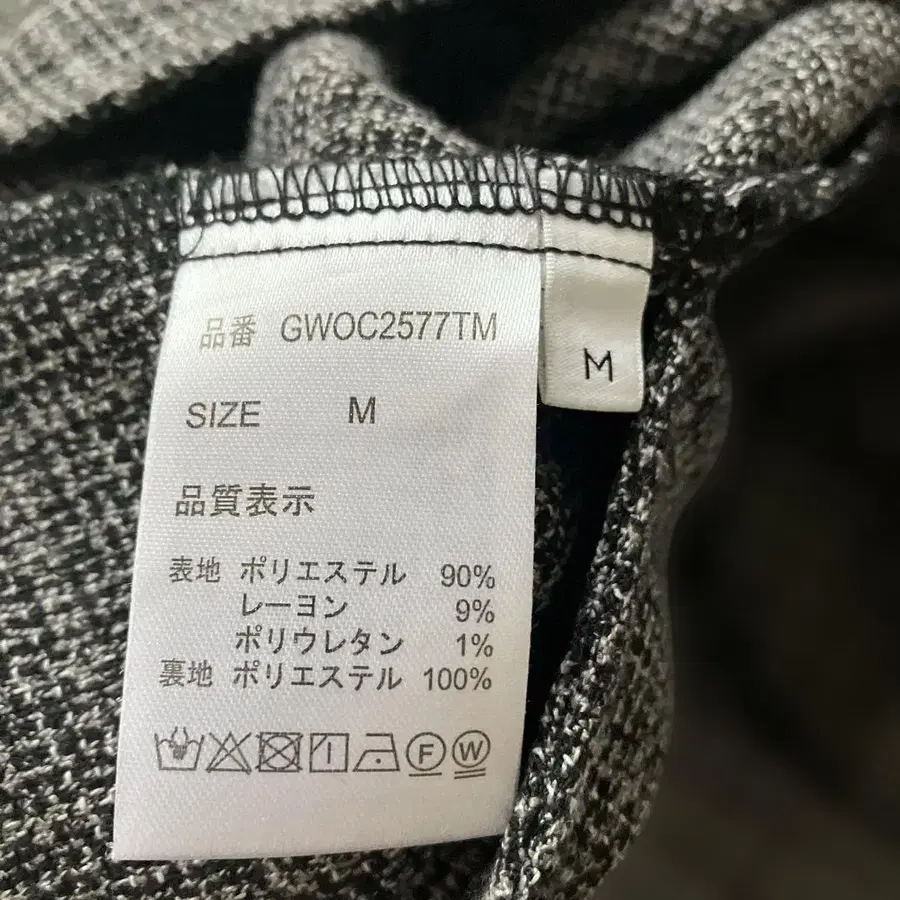 品番 GWOC2577TM
M
SIZE M
品質表示
表地 ポリエステル 90%
レーヨン 9%
ポリウレタン 1%
裏地 ポリエステル 100%
F W